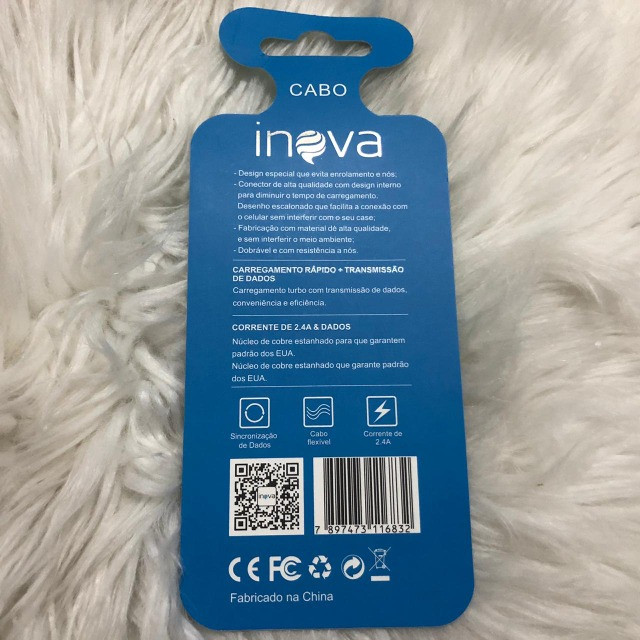 CABO
inova
- Design especial que evita enrolamento e nós;
- Conector de alta qualidade com design interno
para diminuir o tempo de carregamento.
Desenho escalonado que facilita a conexão com
o celular sem interferir com o seu case;
- Fabricação com material dé alta qualidade,
e sem interferir o meio ambiente;
- Dobrável e com resistência a nós.
CARREGAMENTO RÁPIDO + TRANSMISSÃO
DE DADOS
Carregamento turbo com transmissão de dados,
conveniência e eficiência.
CORRENTE DE 2.4A & DADOS
Núcleo de cobre estanhado para que garantem
padrão dos EUA.
Núcleo de cobre estanhado que garante padrão
dos EUA.
Sincronização
de Dados
Cabo
flexível
Corrente de
2.4A
inova
7 897473 116832
CE FC
Fabricado na China